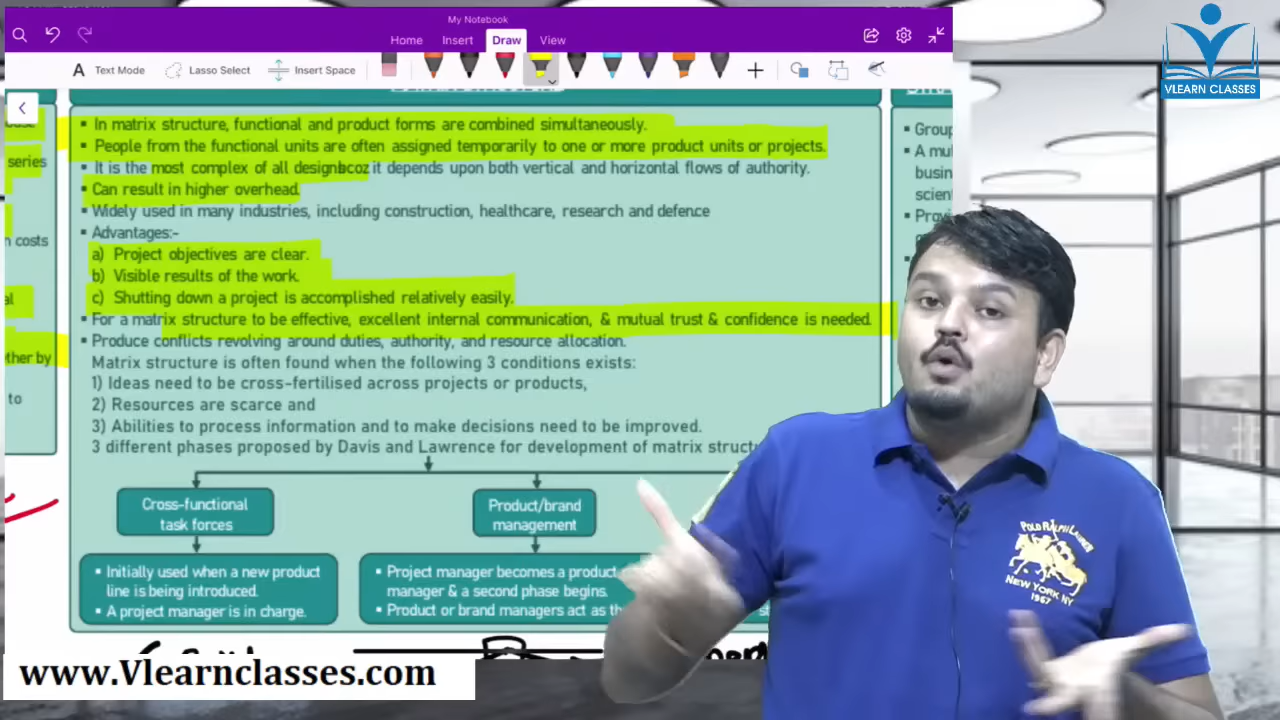 My Notebook
Home Insert Draw View
VLEARN CLASSES
A Text Mode Lasso Select Insert Space
In matrix structure, functional and product forms are combined simultaneously.
People from the functional units are often assigned temporarily to one or more product units or projects.
It is the most complex of all design bcoz it depends upon both vertical and horizontal flows of authority.
Can result in higher overhead.
Widely used in many industries, including construction, healthcare, research and defence
Advantages:-
a) Project objectives are clear.
b) Visible results of the work.
c) Shutting down a project is accomplished relatively easily.
For a matrix structure to be effective, excellent internal communication, & mutual trust & confidence is needed.
Produce conflicts revolving around duties, authority, and resource allocation.
Matrix structure is often found when the following 3 conditions exists:
1) Ideas need to be cross-fertilised across projects or products,
2) Resources are scarce and
3) Abilities to process information and to make decisions need to be improved.
3 different phases proposed by Davis and Lawrence for development of matrix
Cross-functional
task forces
Product/brand
management
Initially used when a new product
line is being introduced.
A project manager is in charge.
Project manager becomes a product
manager & a second phase begins.
Product or brand managers act as
series
costs
by
to
Group
A
POLO RALPH LAUREN
NEW YORK NY
1967
www.Vlearnclasses.com